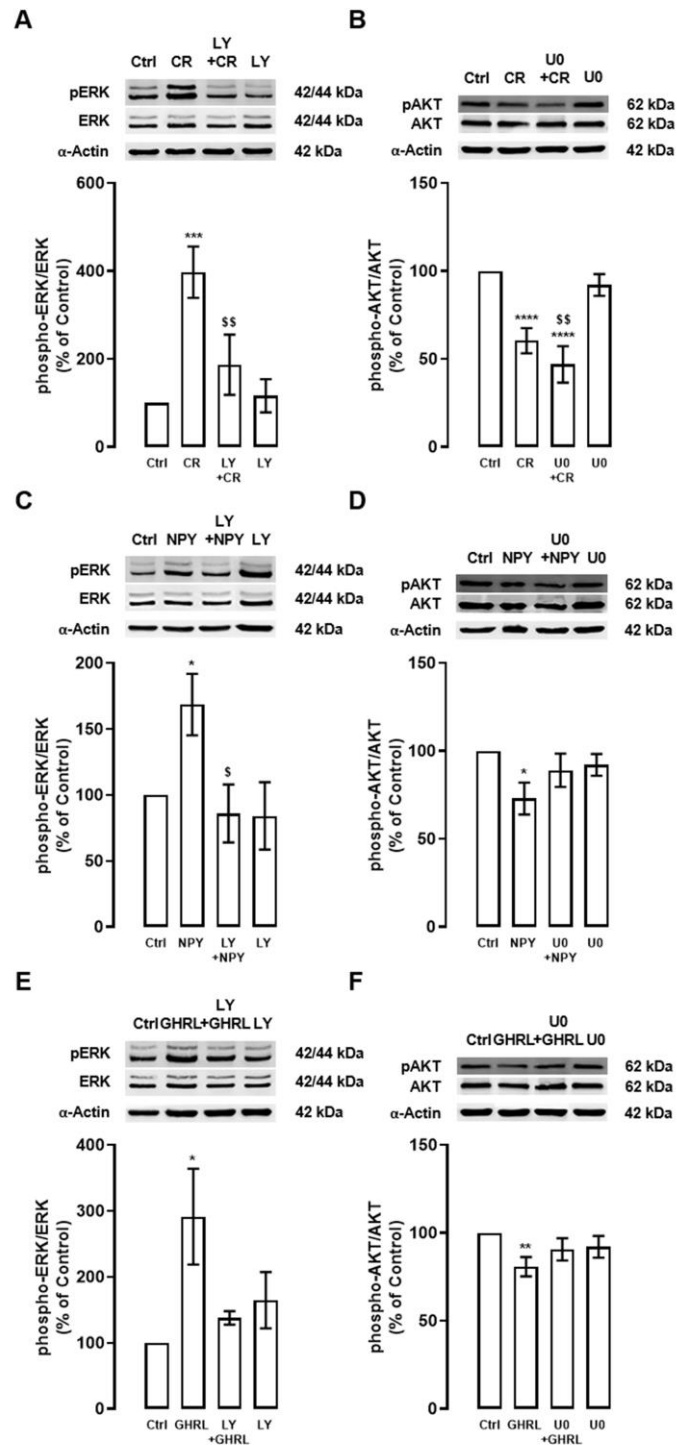 A
LY
Ctrl CR +CR LY
pERK 42/44 kDa
ERK 42/44 kDa
α-Actin 42 kDa
600
400
200
0
phospho-ERK/ERK
(% of Control)
***
$$
Ctrl CR LY LY
+CR
B
U0
Ctrl CR +CR U0
pAKT 62 kDa
AKT 62 kDa
α-Actin 42 kDa
150
100
50
0
phospho-AKT/AKT
(% of Control)
****
$$
****
Ctrl CR U0 U0
+CR
C
LY
Ctrl NPY +NPY LY
pERK 42/44 kDa
ERK 42/44 kDa
α-Actin 42 kDa
200
150
100
50
0
phospho-ERK/ERK
(% of Control)
*
$
Ctrl NPY LY LY
+NPY
D
U0
Ctrl NPY +NPY U0
pAKT 62 kDa
AKT 62 kDa
α-Actin 42 kDa
150
100
50
0
phospho-AKT/AKT
(% of Control)
*
Ctrl NPY U0 U0
+NPY
E
LY
Ctrl GHRL +GHRL LY
pERK 42/44 kDa
ERK 42/44 kDa
α-Actin 42 kDa
400
300
200
150
100
0
phospho-ERK/ERK
(% of Control)
*
Ctrl GHRL LY LY
+GHRL
F
U0
Ctrl GHRL +GHRL U0
pAKT 62 kDa
AKT 62 kDa
α-Actin 42 kDa
150
100
50
0
phospho-AKT/AKT
(% of Control)
**
Ctrl GHRL U0 U0
+GHRL